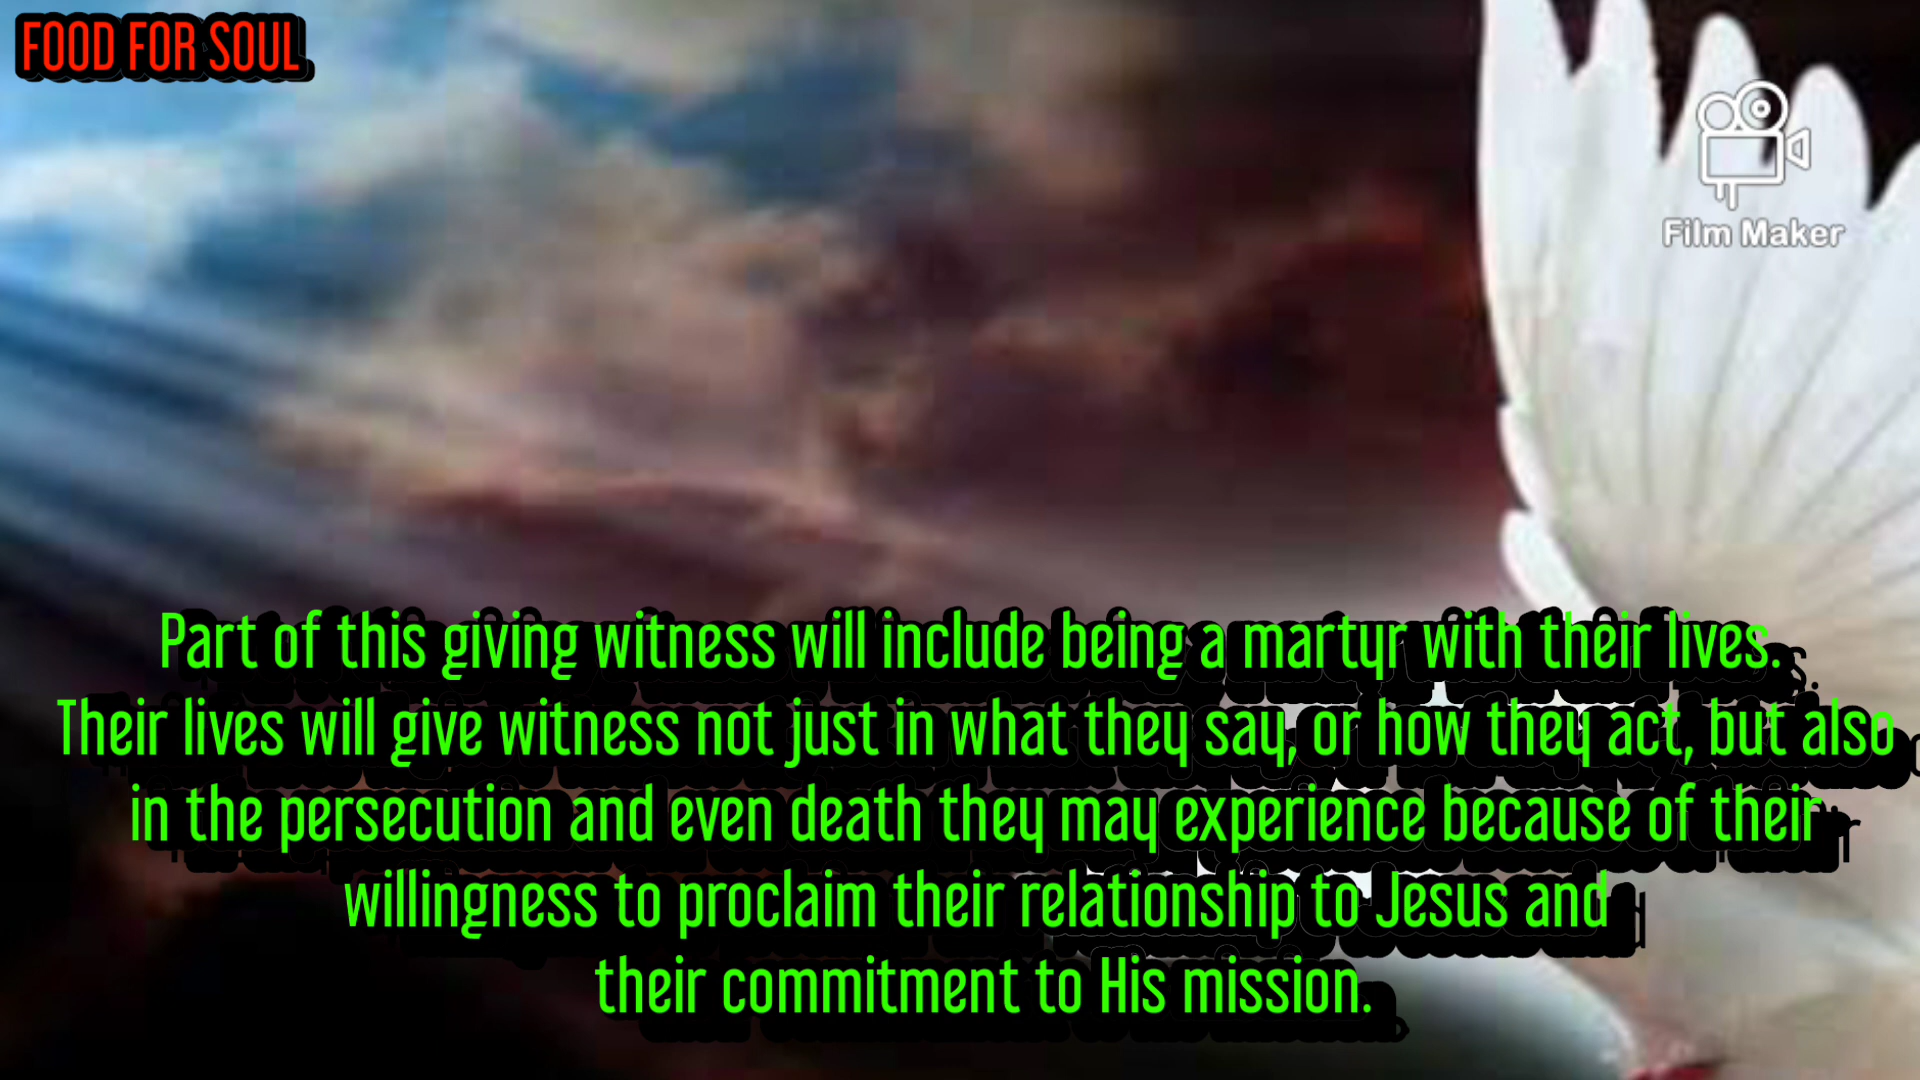 FOOD FOR SOUL
Film Maker
Part of this giving witness will include being a martyr with their lives.
Their lives will give witness not just in what they say, or how they act, but also
in the persecution and even death they may experience because of their
willingness to proclaim their relationship to Jesus and
their commitment to His mission.